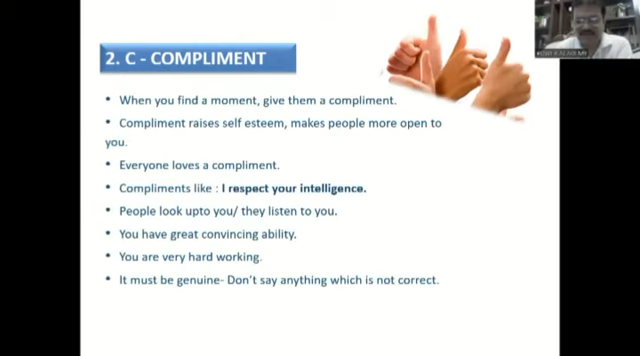 2. C - COMPLIMENT
• When you find a moment, give them a compliment.
• Compliment raises self esteem, makes people more open to
you.
• Everyone loves a compliment.
• Compliments like : I respect your intelligence.
• People look upto you/ they listen to you.
• You have great convincing ability.
• You are very hard working.
• It must be genuine- Don't say anything which is not correct.